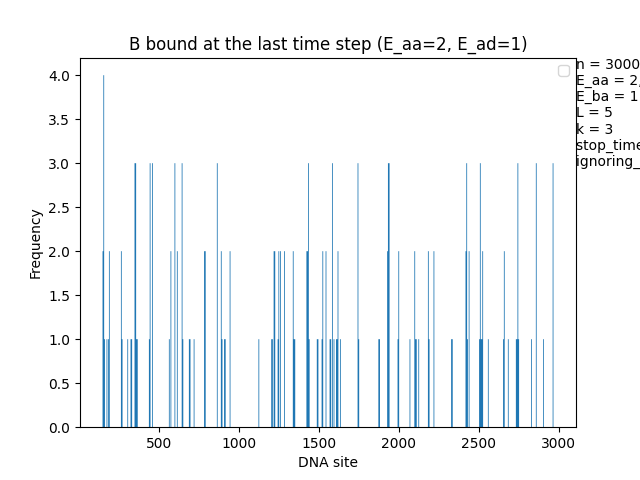 B bound at the last time step (E_aa=2, E_ad=1)
n = 3000
E_aa = 2,
E_ba = 1
L = 5
k = 3
stop_time
ignoring_
4.0
3.5
3.0
2.5
2.0
1.5
1.0
0.5
0.0
Frequency
500
1000
1500
2000
2500
3000
DNA site